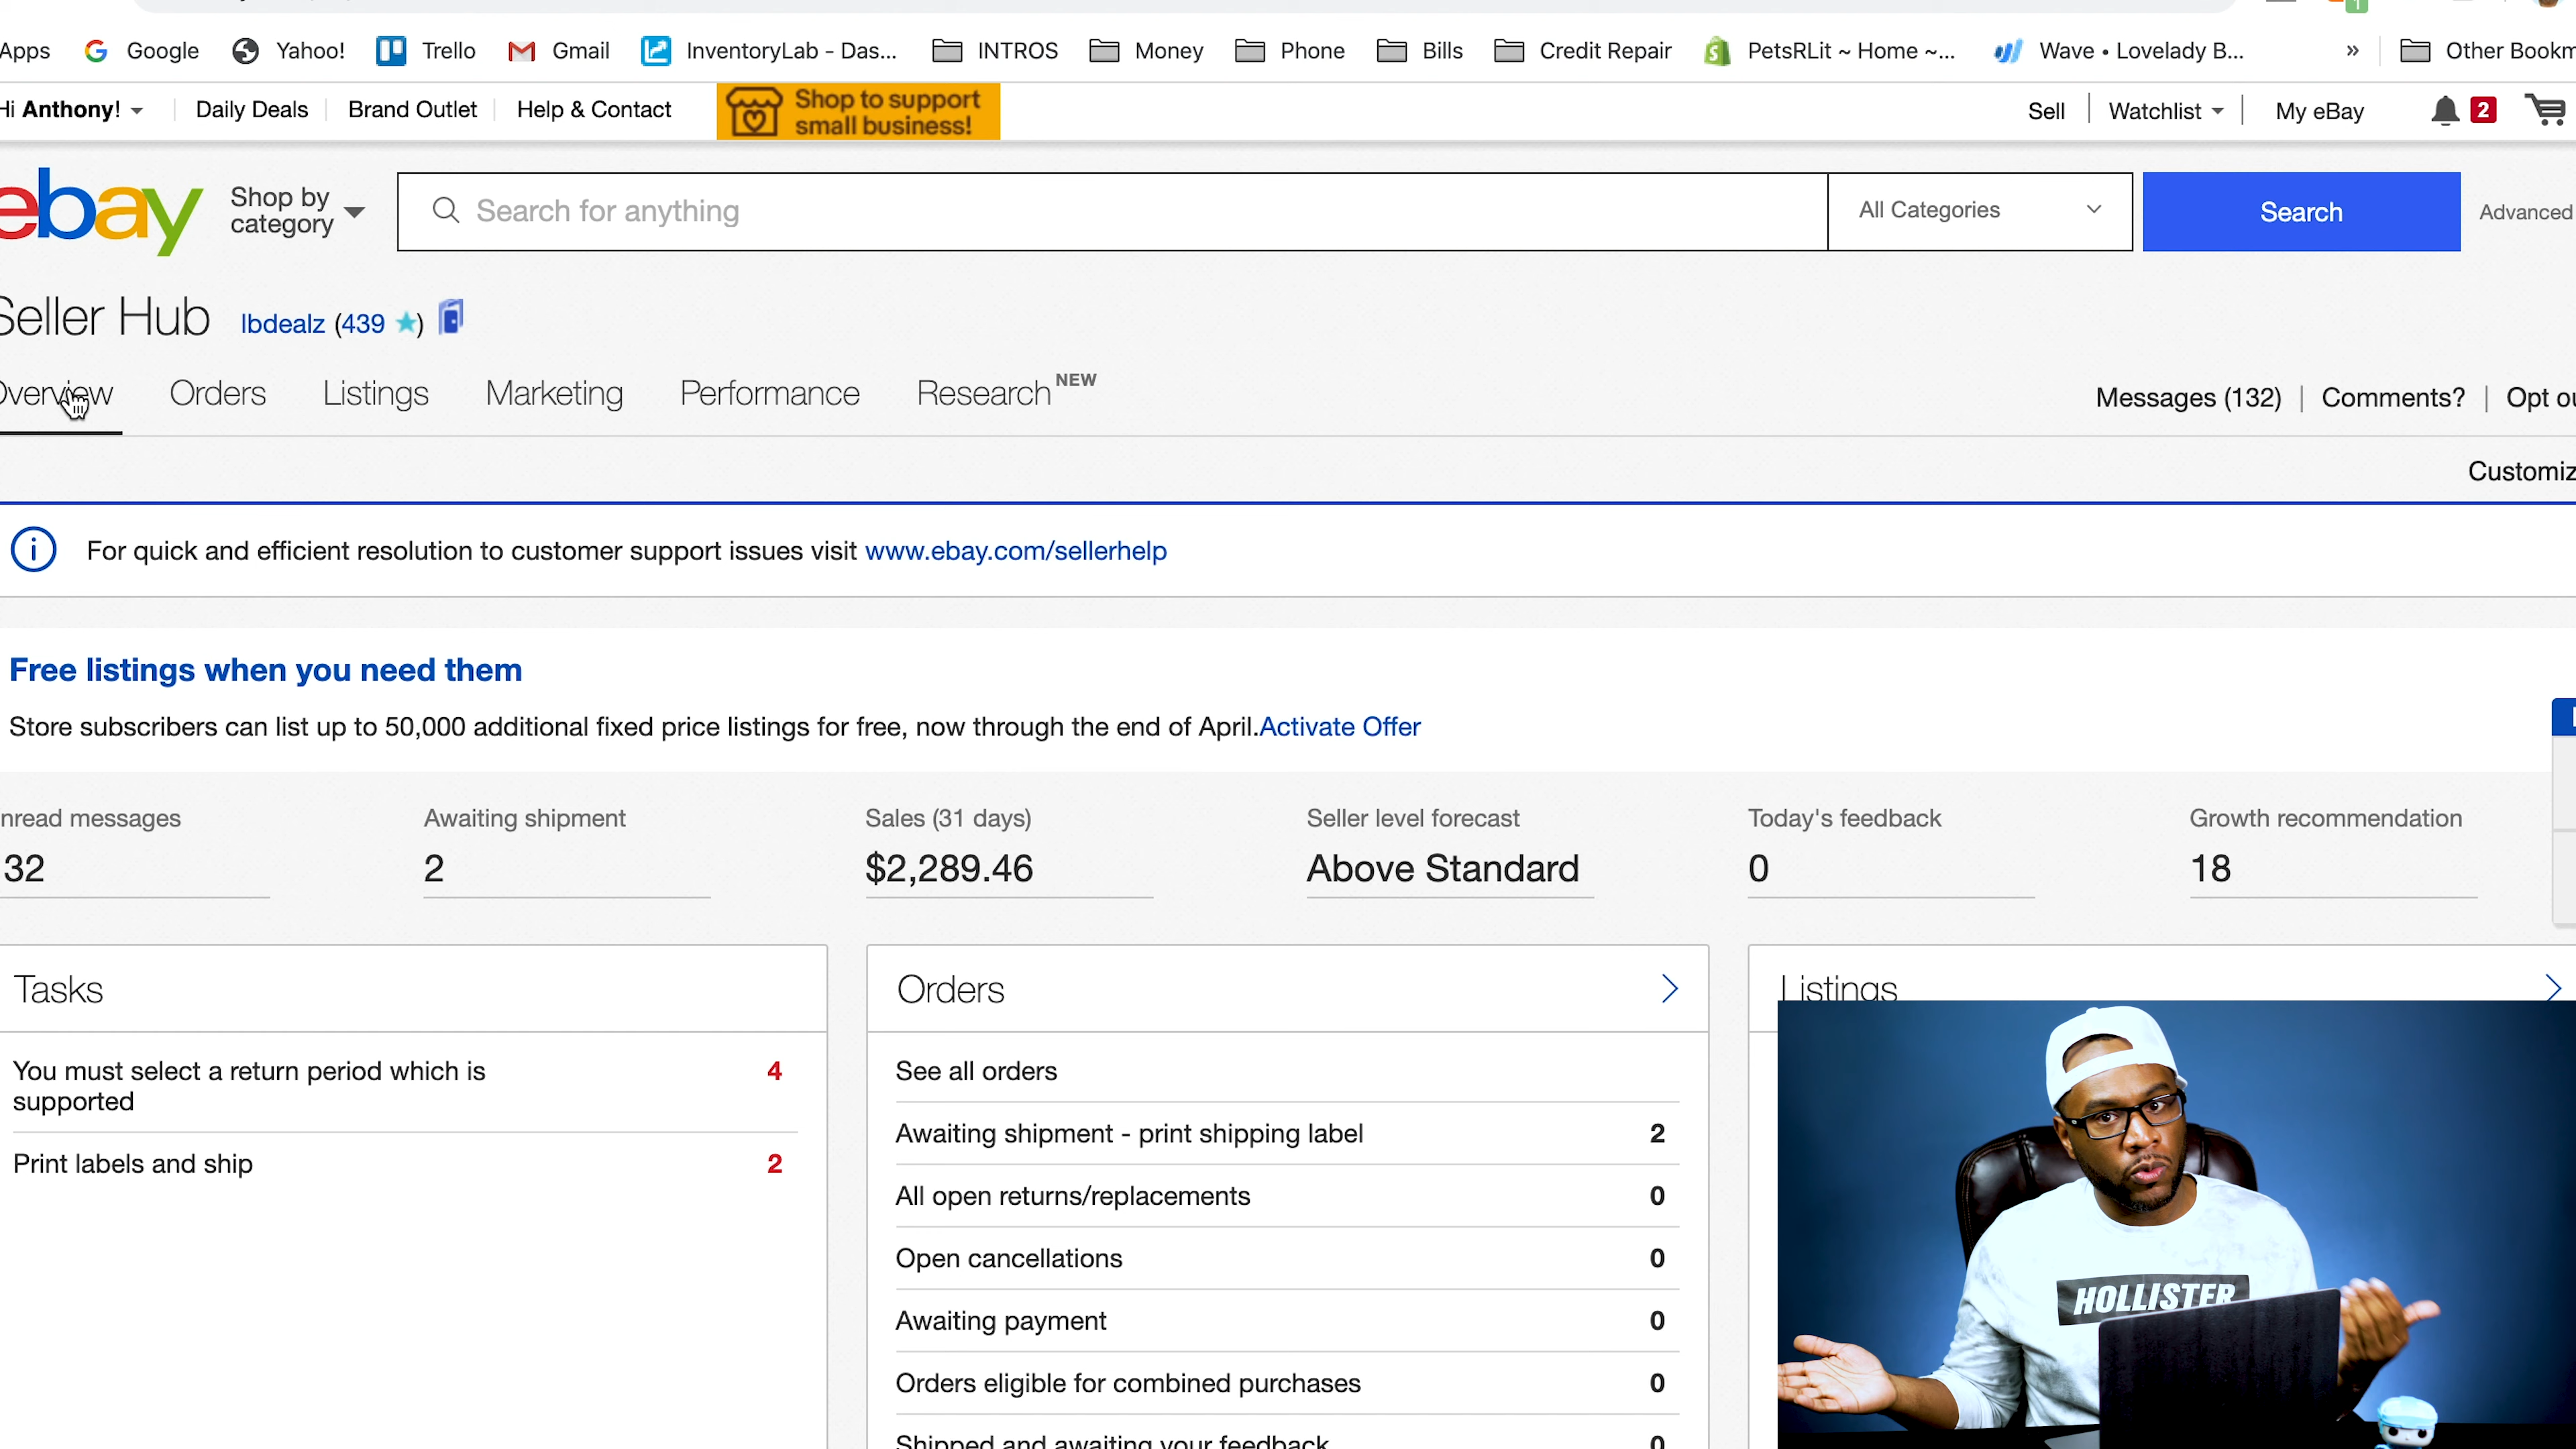 Apps Google Yahoo! Trello Gmail InventoryLab - Das... INTROS Money Phone Bills Credit Repair PetsRLit ~ Home ~... Wave • Lovelady B... » Other Bookm
Hi Anthony! Daily Deals Brand Outlet Help & Contact Shop to support small business! Sell Watchlist My eBay 2
ebay Shop by category Search for anything All Categories Search Advanced
Seller Hub lbdealz (439 ★)
Overview Orders Listings Marketing Performance Research NEW Messages (132) | Comments? | Opt ou
Customiz
For quick and efficient resolution to customer support issues visit www.ebay.com/sellerhelp
Free listings when you need them
Store subscribers can list up to 50,000 additional fixed price listings for free, now through the end of April.Activate Offer
nread messages Awaiting shipment Sales (31 days) Seller level forecast Today's feedback Growth recommendation
32 2 $2,289.46 Above Standard 0 18
Tasks
You must select a return period which is 4
supported
Print labels and ship 2
Orders
See all orders
Awaiting shipment - print shipping label 2
All open returns/replacements 0
Open cancellations 0
Awaiting payment 0
Orders eligible for combined purchases 0
Shipped and awaiting your feedback 0
Listings
HOLLISTER